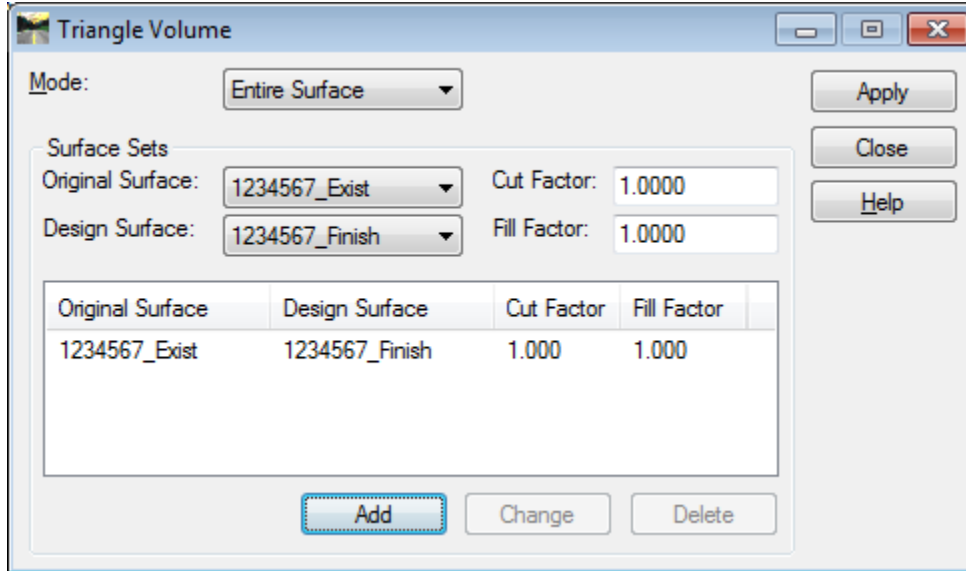 Triangle Volume
Mode: Entire Surface Apply
Surface Sets Close
Original Surface: 1234567_Exist Cut Factor: 1.0000 Help
Design Surface: 1234567_Finish Fill Factor: 1.0000
Original Surface Design Surface Cut Factor Fill Factor
1234567_Exist 1234567_Finish 1.000 1.000
Add Change Delete